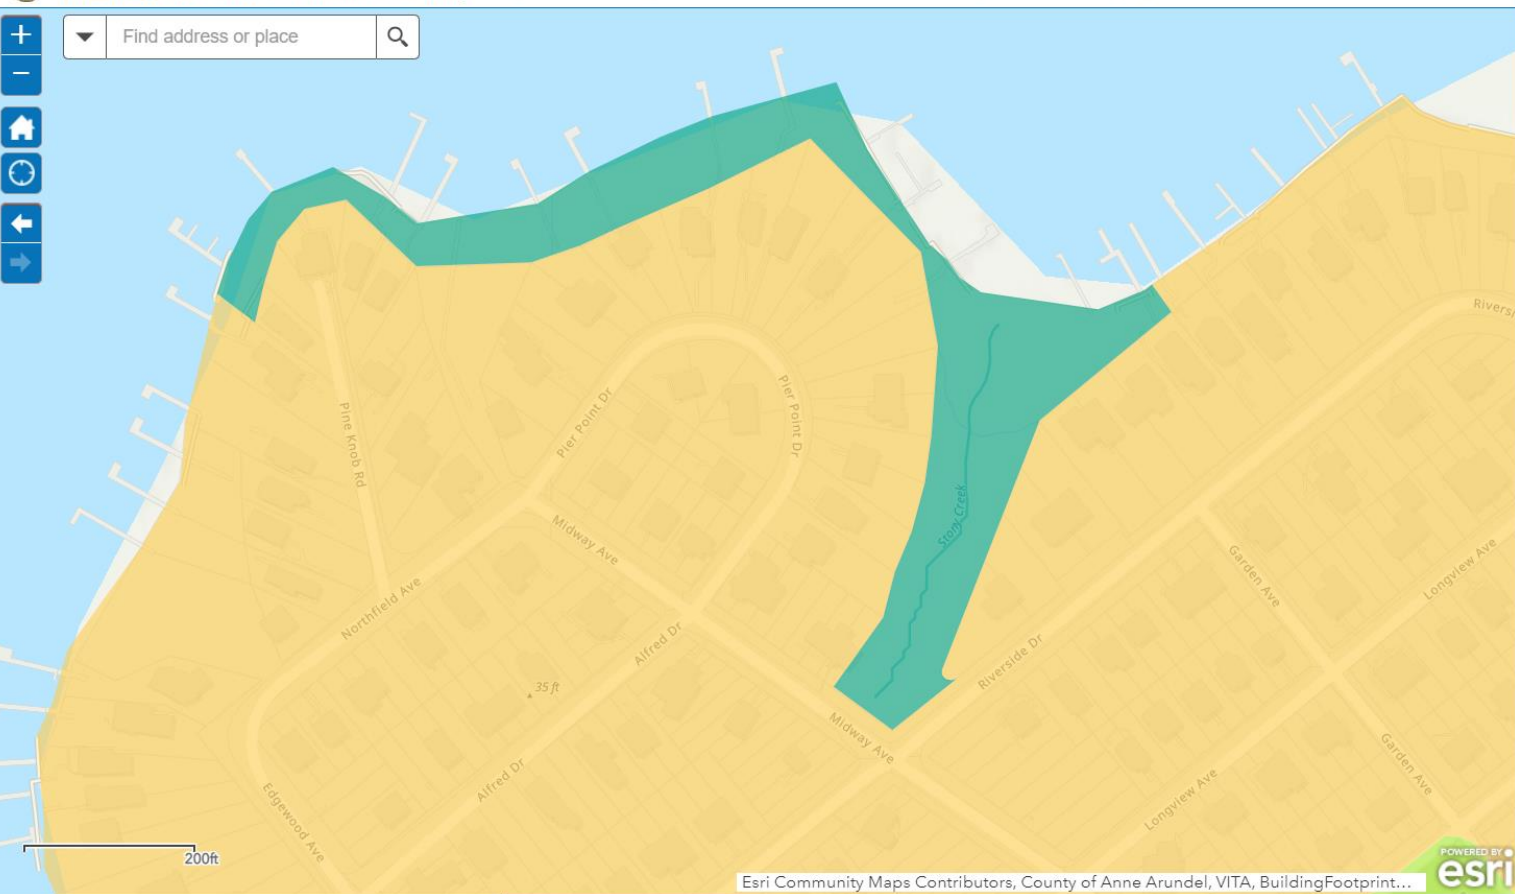 +
Find address or place
−
Riversi
Pier Point Dr
Pier Point Dr
Pine Knob Rd
Stony Creek
Midway Ave
Garden Ave
Longview Ave
Northfield Ave
Alfred Dr
Riverside Dr
35 ft
Midway Ave
Alfred Dr
Garden Ave
Longview Ave
Edgewood Ave
200ft
POWERED BY
esri
Esri Community Maps Contributors, County of Anne Arundel, VITA, BuildingFootprint...